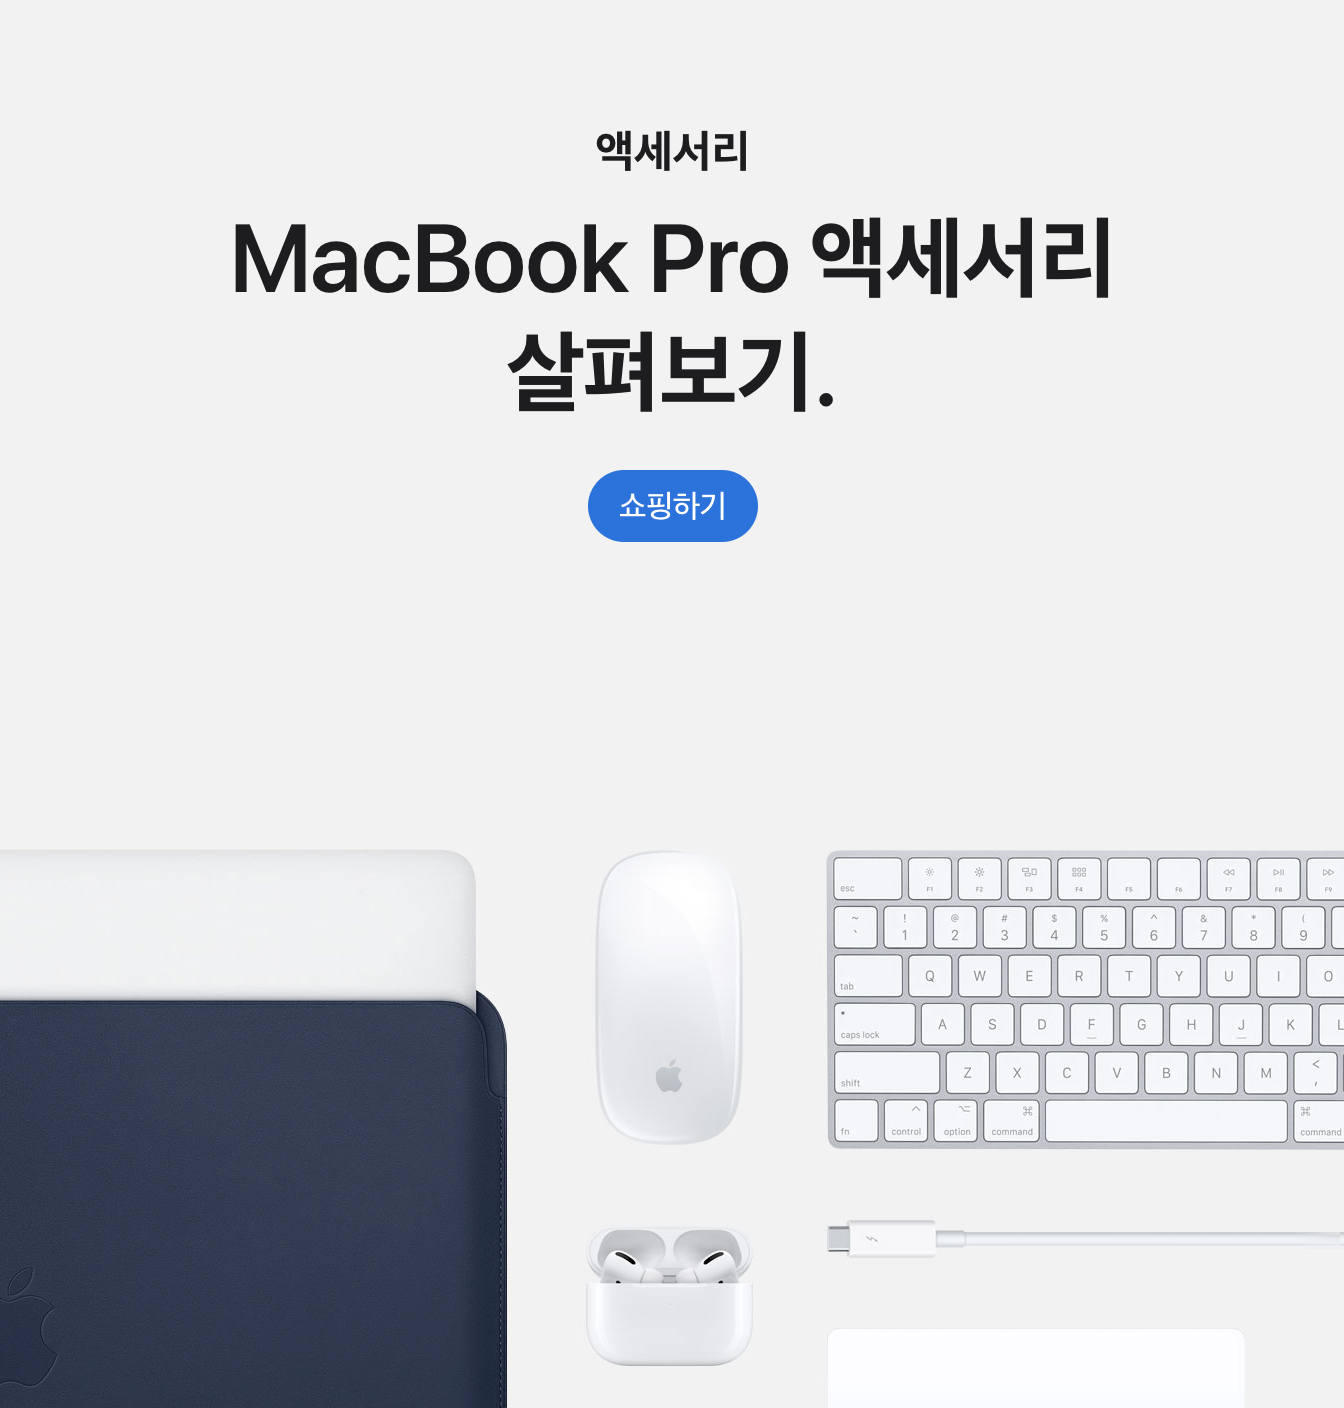 액세서리
MacBook Pro 액세서리
살펴보기.
쇼핑하기
esc F1 F2 F3 F4 F5 F6 F7 F8 F9
~ ! @ # $ % ^ & * (
` 1 2 3 4 5 6 7 8 9
tab Q W E R T Y U I O
caps lock A S D F G H J K L
shift Z X C V B N M < ,
fn control option command command